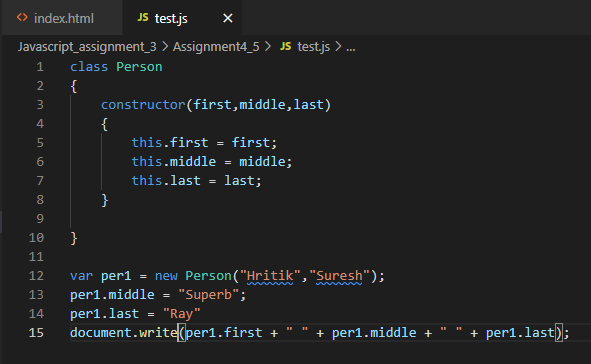 <> index.html JS test.js ×
Javascript_assignment_3 > Assignment4_5 > JS test.js > ...
1 class Person
2 {
3     constructor(first,middle,last)
4     {
5         this.first = first;
6         this.middle = middle;
7         this.last = last;
8     }
9
10 }
11
12 var per1 = new Person("Hritik","Suresh");
13 per1.middle = "Superb";
14 per1.last = "Ray"
15 document.write(per1.first + " " + per1.middle + " " + per1.last);